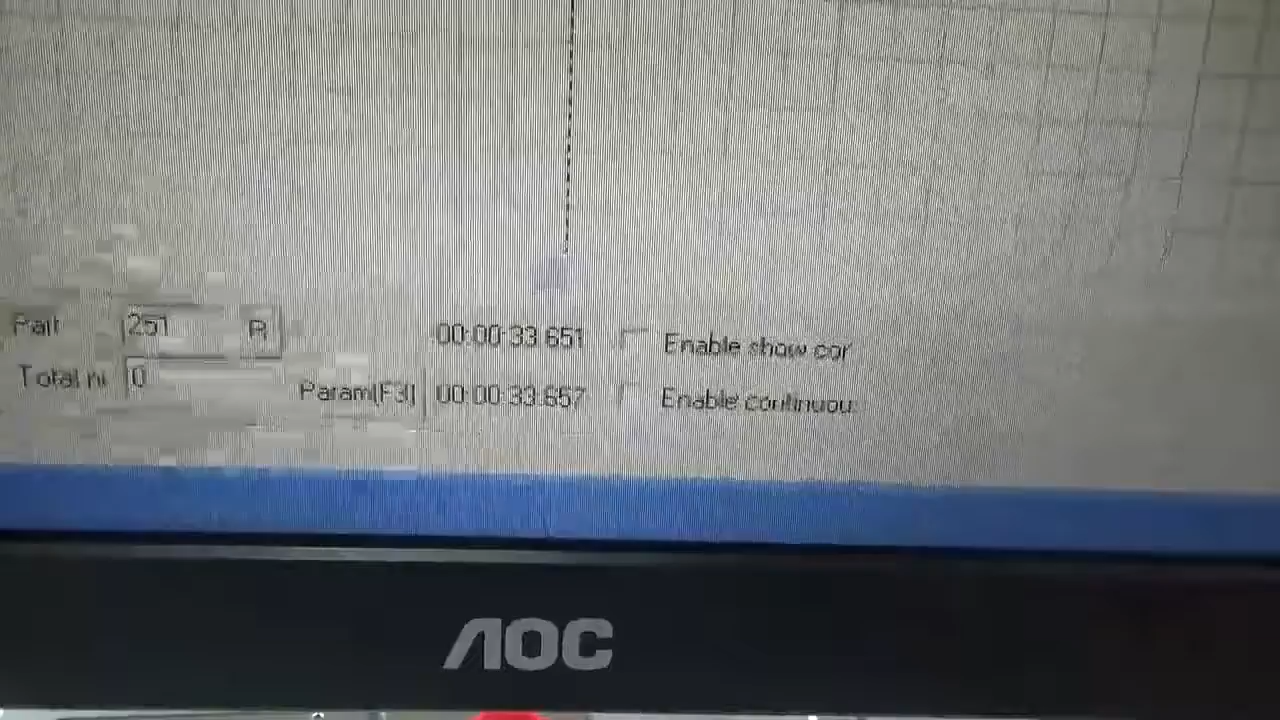 Part 251 R 00:00:33.651 Enable show cor
Total nu 0 Param(F3) 00:00:33.657 Enable continuou
AOC